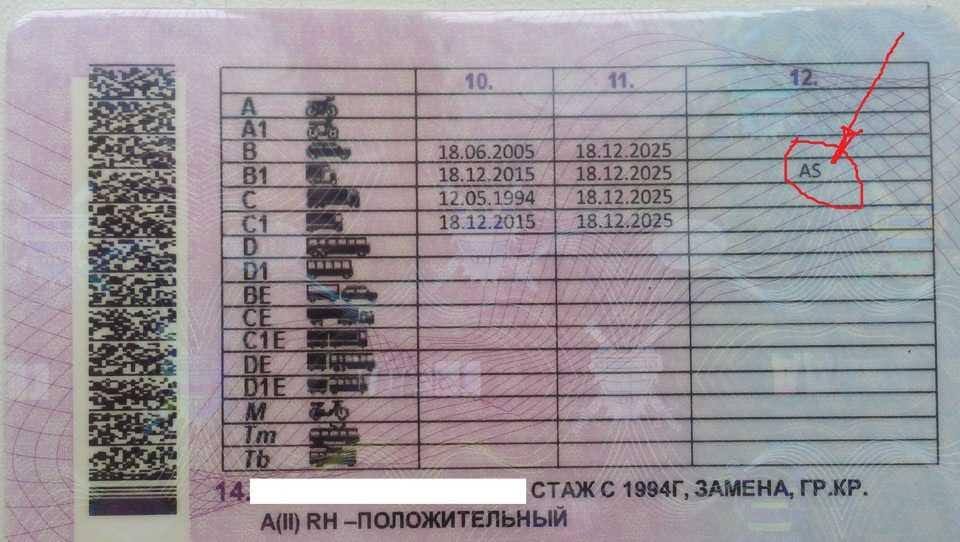 10. 11. 12.
A
A1
B 18.06.2005 18.12.2025
B1 18.12.2015 18.12.2025 AS
C 12.05.1994 18.12.2025
C1 18.12.2015 18.12.2025
D
D1
BE
CE
C1E
DE
D1E
M
Tm
Tb
14. СТАЖ С 1994Г, ЗАМЕНА, ГР.КР.
A(II) RH –ПОЛОЖИТЕЛЬНЫЙ